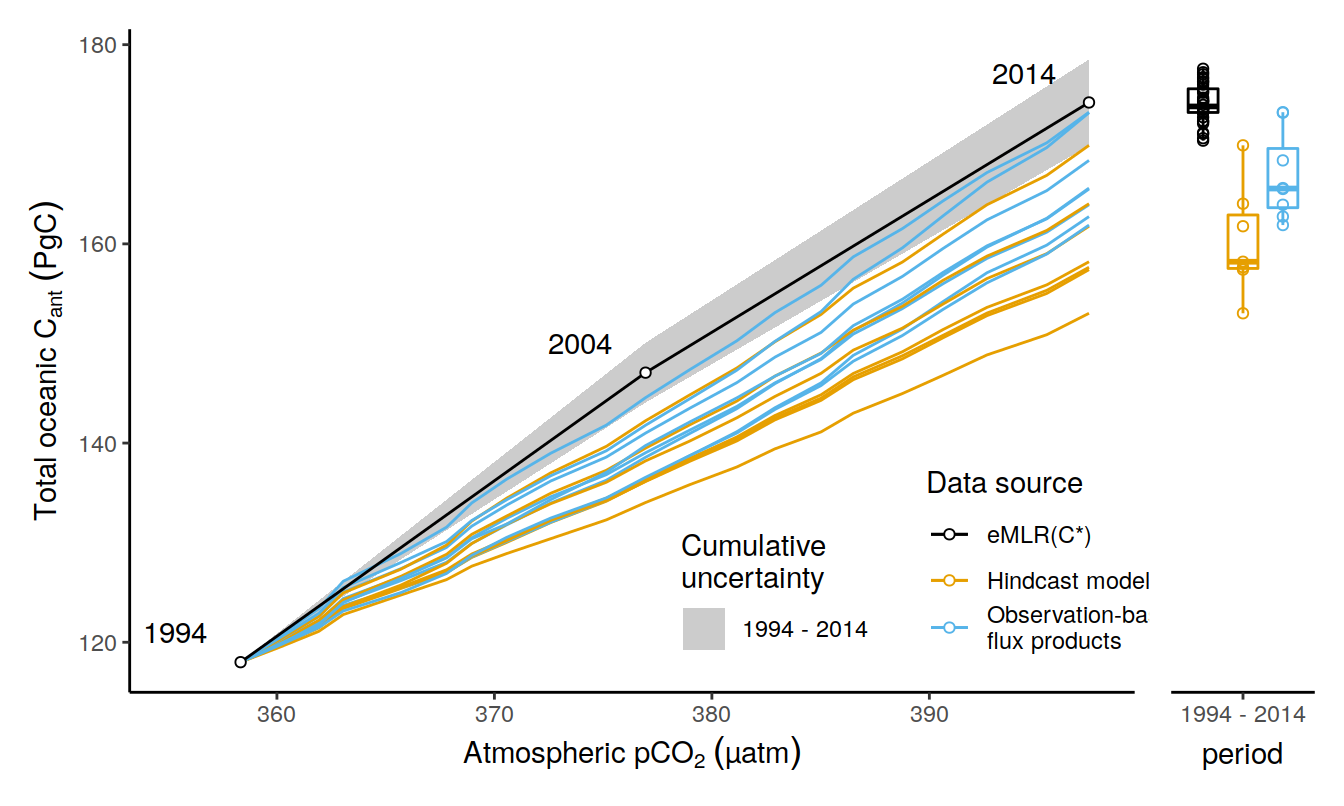 180
160
140
120
Total oceanic Cant (PgC)
2014
2004
1994
Data source
eMLR(C*)
Hindcast model
Observation-ba
flux products
Cumulative
uncertainty
1994 - 2014
360
370
380
390
1994 - 2014
Atmospheric pCO2 (µatm)
period